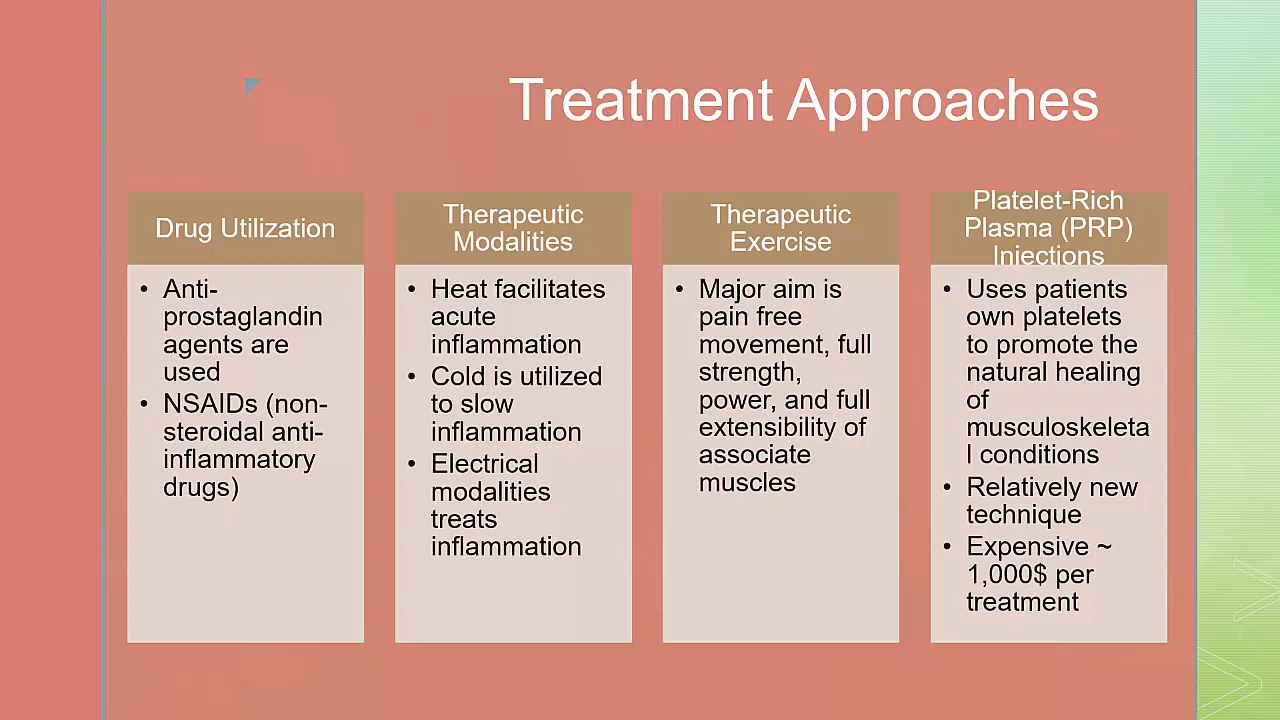 Treatment Approaches
Drug Utilization
• Anti-
prostaglandin
agents are
used
• NSAIDs (non-
steroidal anti-
inflammatory
drugs)
Therapeutic
Modalities
• Heat facilitates
acute
inflammation
• Cold is utilized
to slow
inflammation
• Electrical
modalities
treats
inflammation
Therapeutic
Exercise
• Major aim is
pain free
movement, full
strength,
power, and full
extensibility of
associate
muscles
Platelet-Rich
Plasma (PRP)
Injections
• Uses patients
own platelets
to promote the
natural healing
of
musculoskeleta
l conditions
• Relatively new
technique
• Expensive ~
1,000$ per
treatment